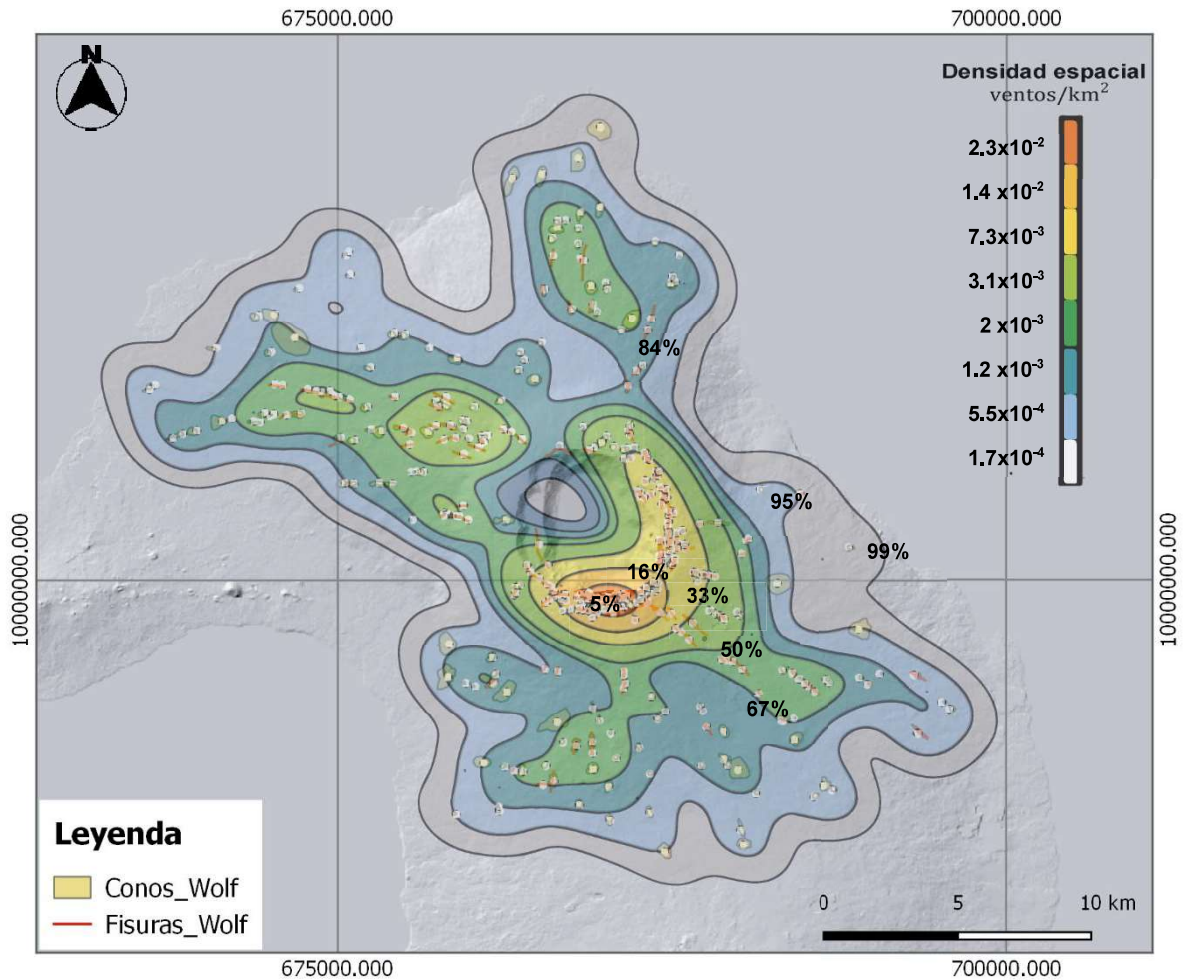 675000.000
700000.000
N
Densidad espacial
ventos/km²
2.3x10⁻²
1.4 x10⁻²
7.3x10⁻³
3.1x10⁻³
2 x10⁻³
1.2 x10⁻³
5.5x10⁻⁴
1.7x10⁻⁴
84%
95%
99%
16%
5%
33%
50%
67%
10000000.000
10000000.000
Leyenda
Conos_Wolf
Fisuras_Wolf
0 5 10 km
675000.000
700000.000